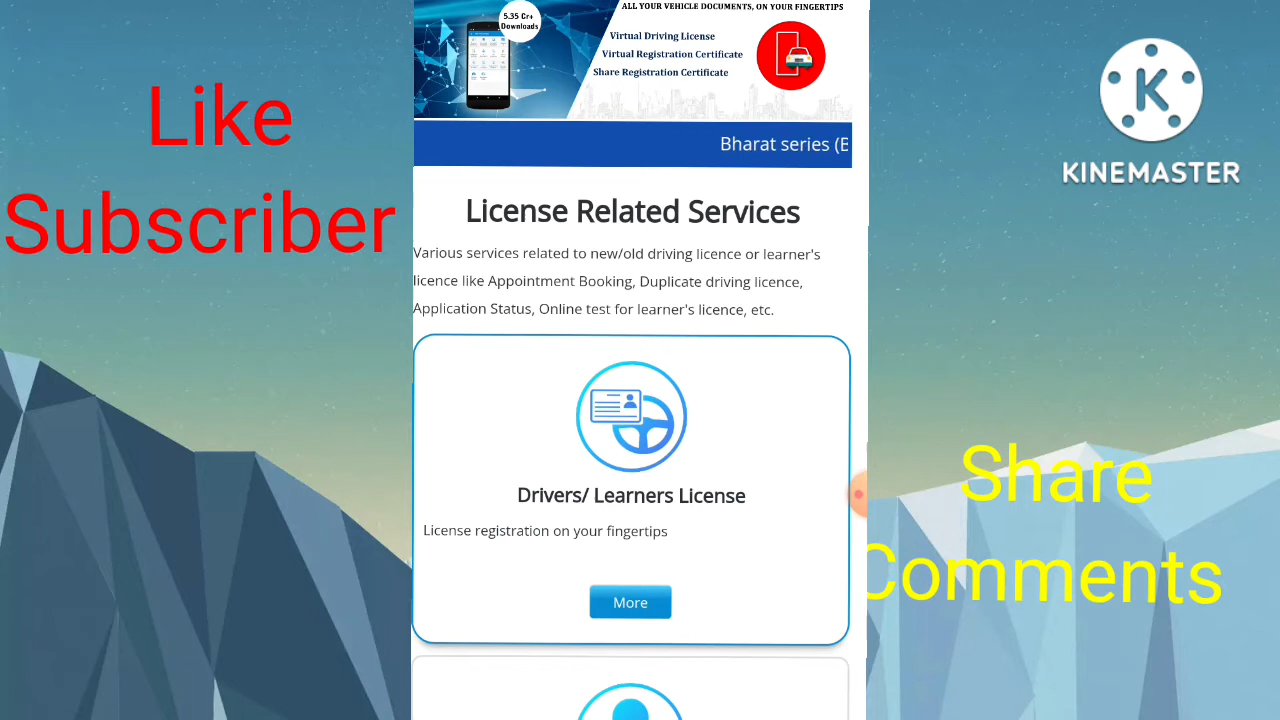 Like
Subscriber
5.35 Cr+
Downloads
ALL YOUR VEHICLE DOCUMENTS, ON YOUR FINGERTIPS
Virtual Driving License
Virtual Registration Certificate
Share Registration Certificate
Bharat series (B
License Related Services
Various services related to new/old driving licence or learner's
licence like Appointment Booking, Duplicate driving licence,
Application Status, Online test for learner's licence, etc.
Drivers/ Learners License
License registration on your fingertips
More
K
KINEMASTER
Share
Comments